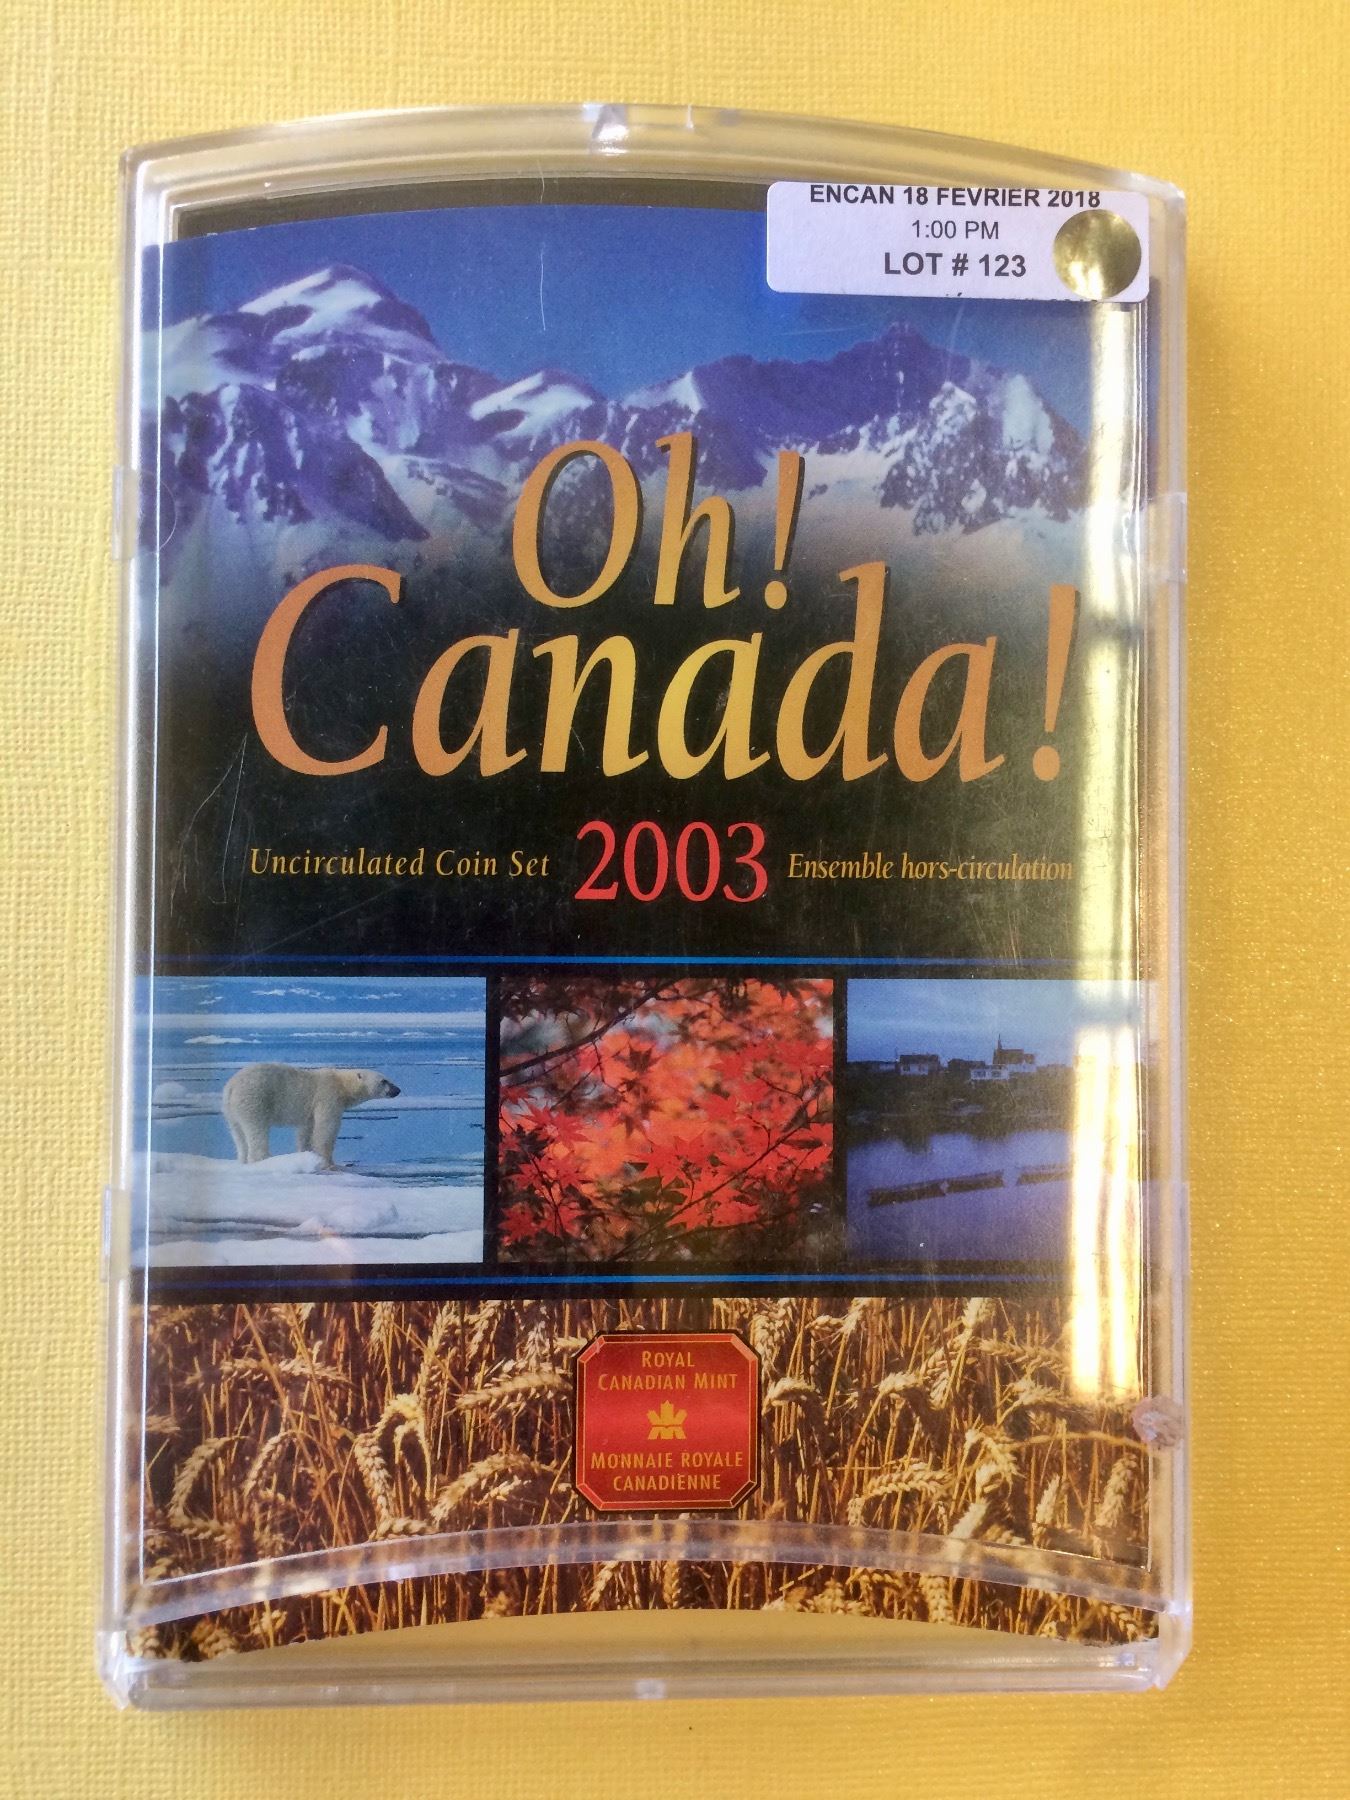 ENCAN 18 FEVRIER 2018
1:00 PM
LOT # 123
Oh!
Canada!
Uncirculated Coin Set 2003 Ensemble hors-circulation
ROYAL
CANADIAN MINT
MONNAIE ROYALE
CANADIENNE